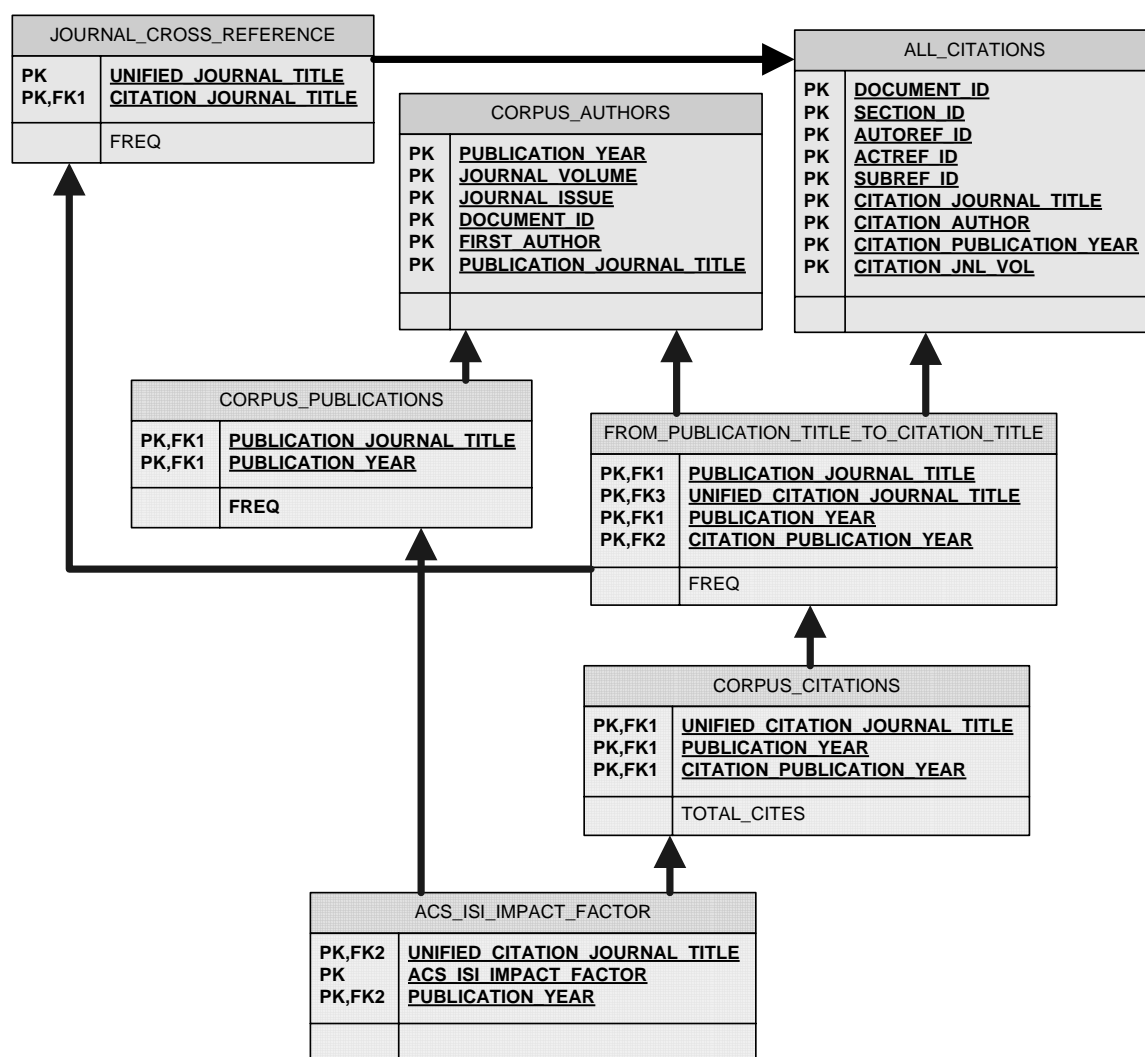 JOURNAL_CROSS_REFERENCE
PK UNIFIED_JOURNAL_TITLE
PK,FK1 CITATION_JOURNAL_TITLE
FREQ
ALL_CITATIONS
PK DOCUMENT_ID
PK SECTION_ID
PK AUTOREF_ID
PK ACTREF_ID
PK SUBREF_ID
PK CITATION_JOURNAL_TITLE
PK CITATION_AUTHOR
PK CITATION_PUBLICATION_YEAR
PK CITATION_JNL_VOL
CORPUS_AUTHORS
PK PUBLICATION_YEAR
PK JOURNAL_VOLUME
PK JOURNAL_ISSUE
PK DOCUMENT_ID
PK FIRST_AUTHOR
PK PUBLICATION_JOURNAL_TITLE
CORPUS_PUBLICATIONS
PK,FK1 PUBLICATION_JOURNAL_TITLE
PK,FK1 PUBLICATION_YEAR
FREQ
FROM_PUBLICATION_TITLE_TO_CITATION_TITLE
PK,FK1 PUBLICATION_JOURNAL_TITLE
PK,FK3 UNIFIED_CITATION_JOURNAL_TITLE
PK,FK1 PUBLICATION_YEAR
PK,FK2 CITATION_PUBLICATION_YEAR
FREQ
CORPUS_CITATIONS
PK,FK1 UNIFIED_CITATION_JOURNAL_TITLE
PK,FK1 PUBLICATION_YEAR
PK,FK1 CITATION_PUBLICATION_YEAR
TOTAL_CITES
ACS_ISI_IMPACT_FACTOR
PK,FK2 UNIFIED_CITATION_JOURNAL_TITLE
PK ACS_ISI_IMPACT_FACTOR
PK,FK2 PUBLICATION_YEAR